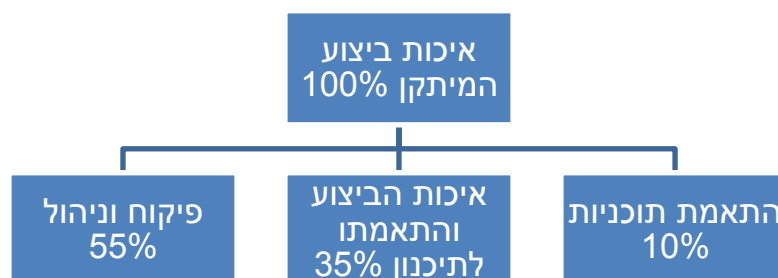 איכות ביצוע
המיתקן 100%
התאמת תוכניות
10%
איכות הביצוע
והתאמתו
לתיכנון 35%
פיקוח וניהול
55%